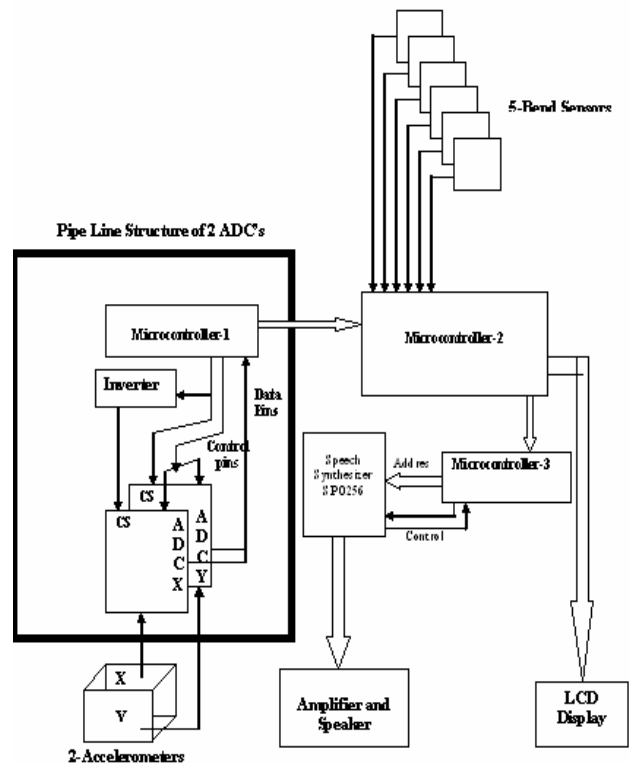 5-Bend Sensors
Pipe Line Structure of 2 ADC's
Microcontroller-1
Microcontroller-2
Inverter
Data
Pins
Control
pins
CS
CS
A
D
C
X
A
D
C
Y
Speech
Synthesizer
SPO256
Addres
Microcontroller-3
Control
X
Y
2-Accelerometers
Amplifier and
Speaker
LCD
Display